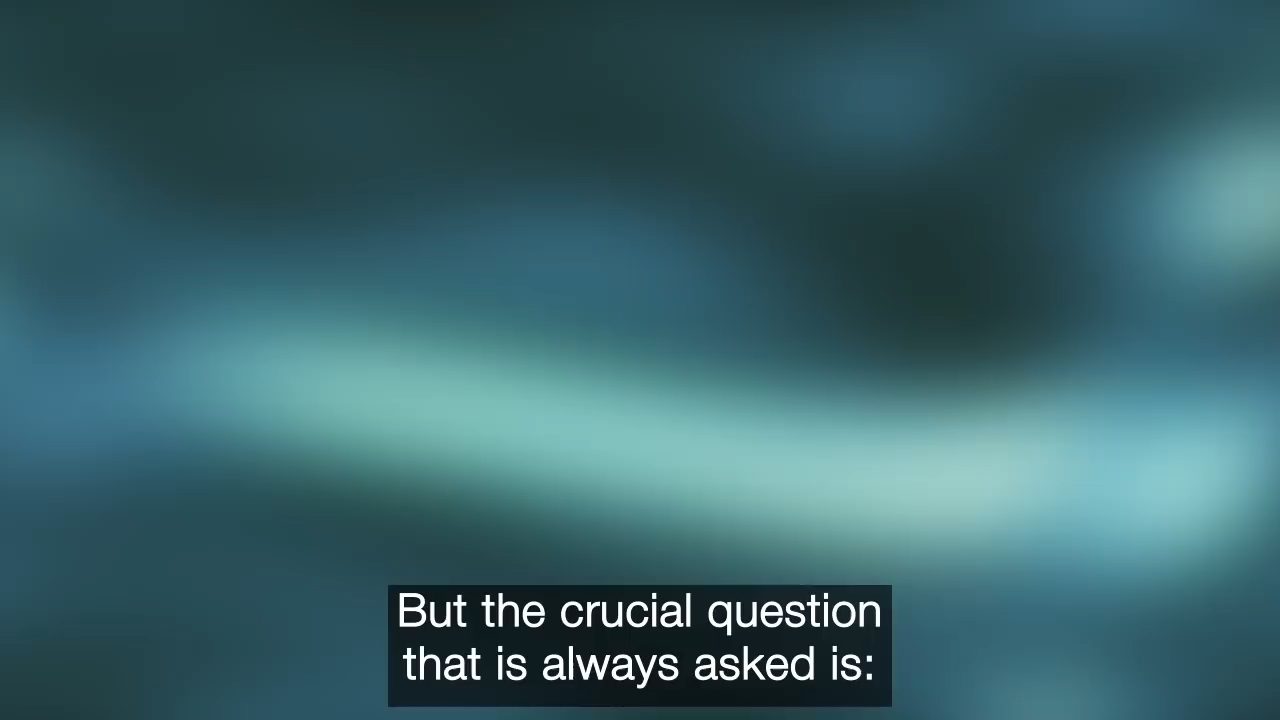 But the crucial question
that is always asked is: